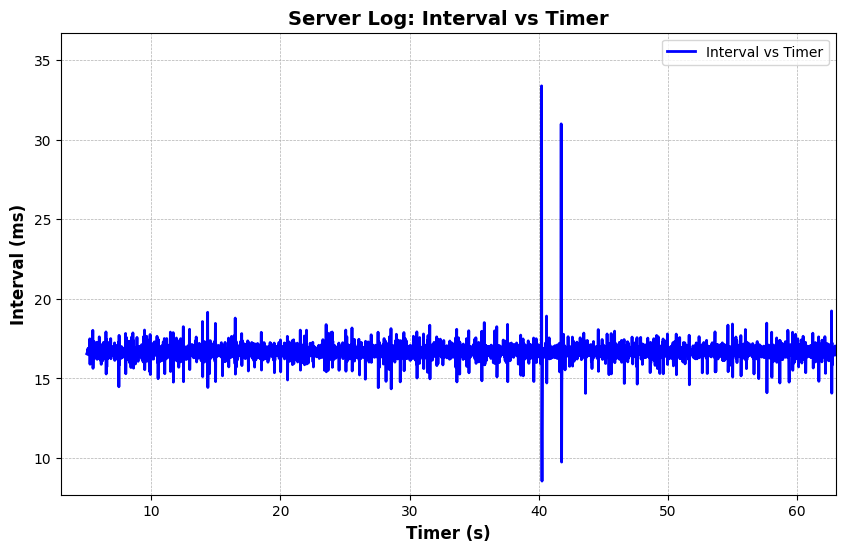 Server Log: Interval vs Timer
Interval vs Timer
35
30
25
20
15
10
Interval (ms)
10 20 30 40 50 60
Timer (s)